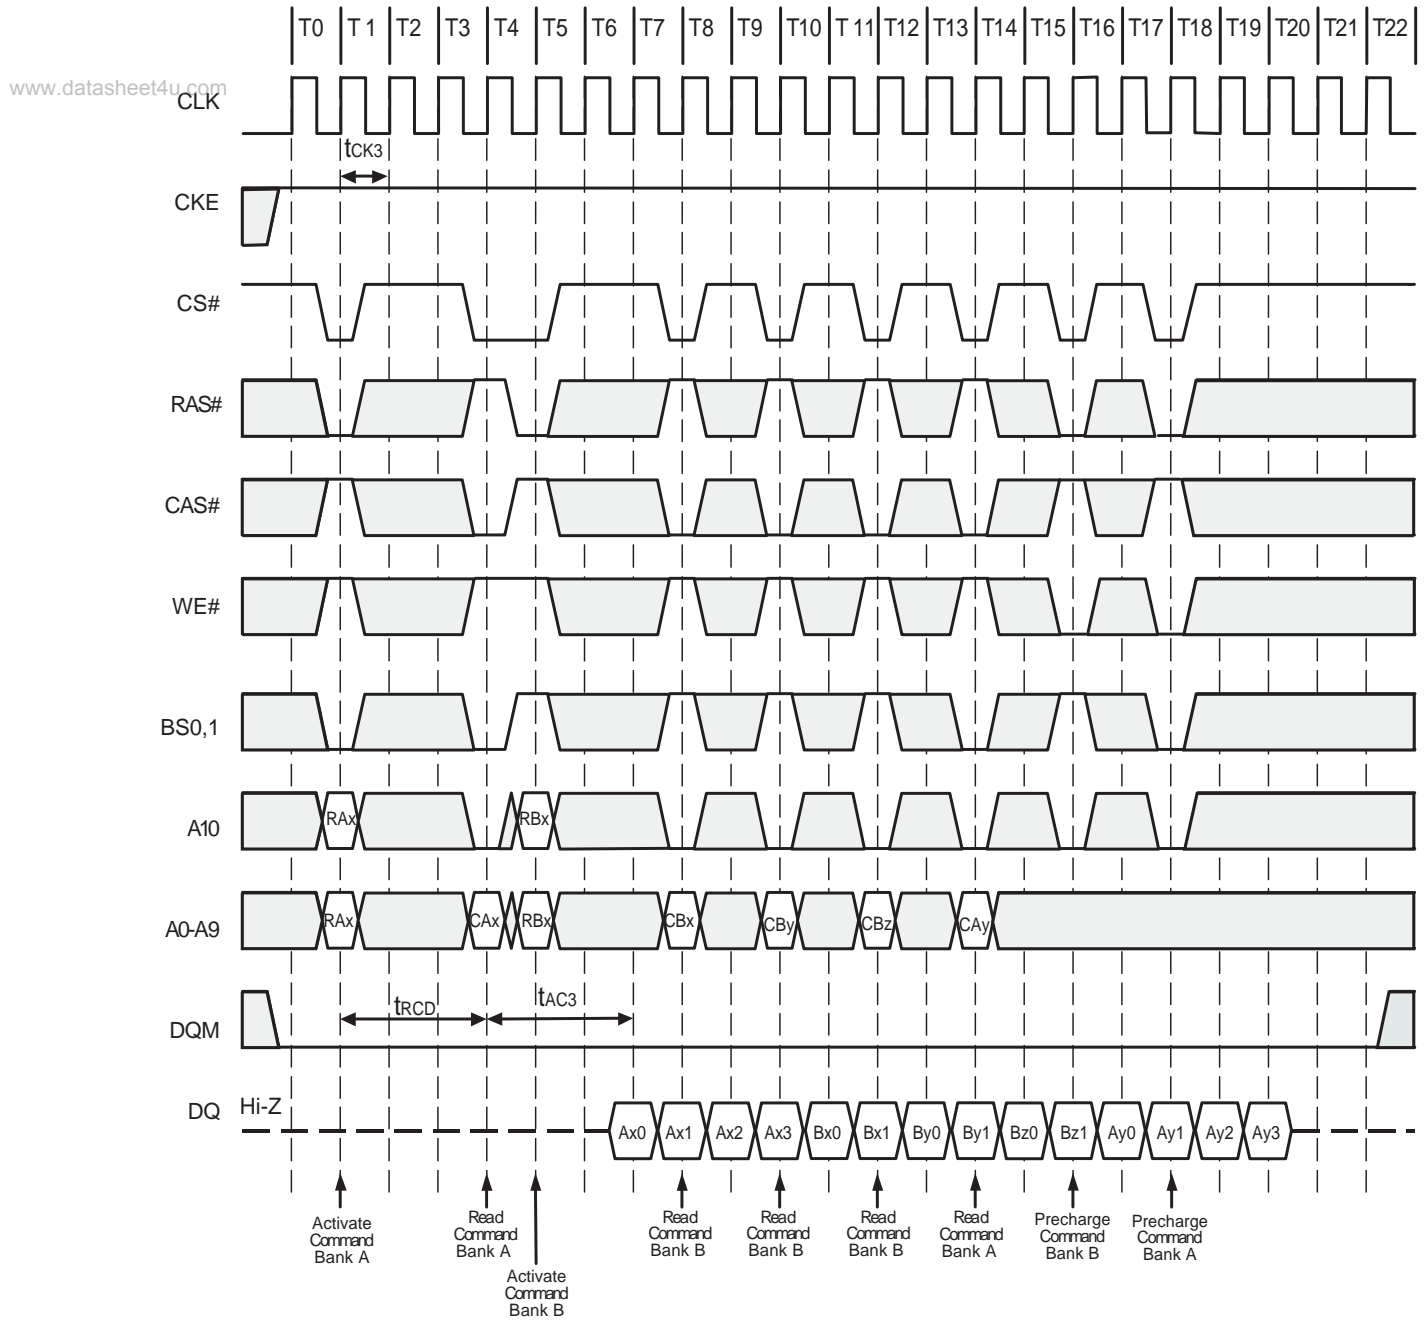 T0 T 1 T2 T3 T4 T5 T6 T7 T8 T9 T10 T 11 T12 T13 T14 T15 T16 T17 T18 T19 T20 T21 T22
www.datasheet4u.com
CLK
tCK3
CKE
CS#
RAS#
CAS#
WE#
BS0,1
A10 RAx RBx
A0-A9 RAx CAx RBx CBx CBy CBz CAy
tRCD tAC3
DQM
DQ Hi-Z Ax0 Ax1 Ax2 Ax3 Bx0 Bx1 By0 By1 Bz0 Bz1 Ay0 Ay1 Ay2 Ay3
Activate
Command
Bank A
Read
Command
Bank A
Activate
Command
Bank B
Read
Command
Bank B
Read
Command
Bank B
Read
Command
Bank B
Read
Command
Bank A
Precharge
Command
Bank B
Precharge
Command
Bank A